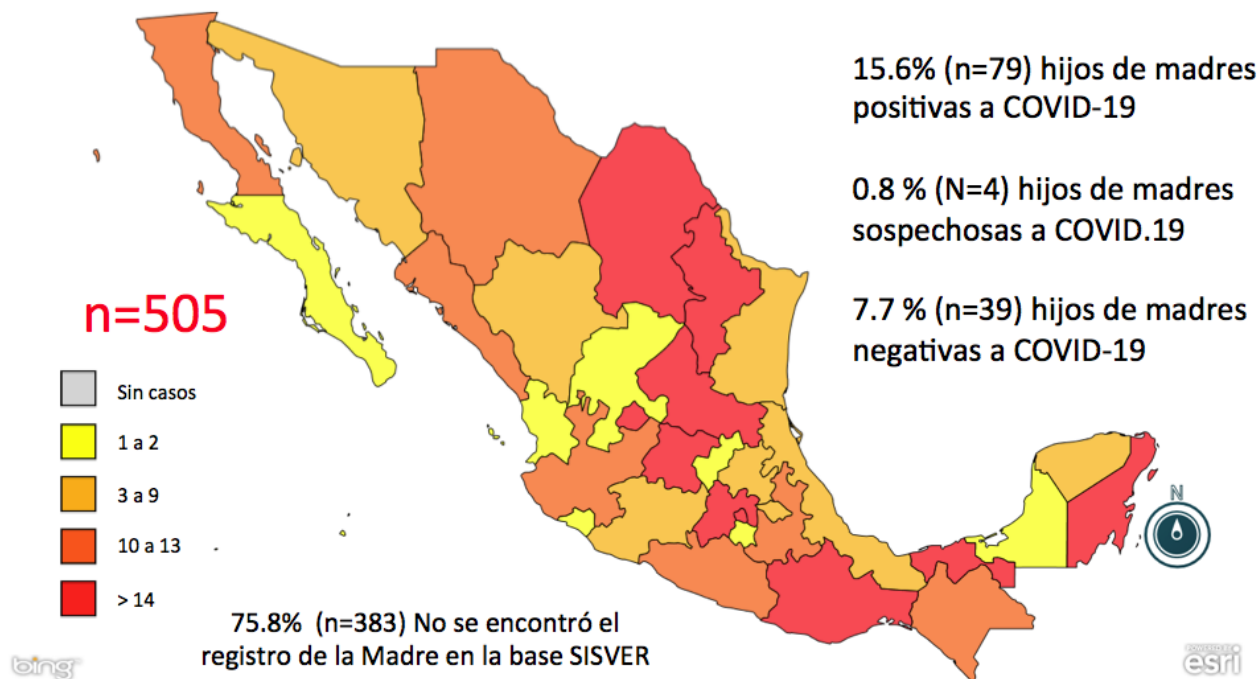 15.6% (n=79) hijos de madres
positivas a COVID-19
0.8 % (N=4) hijos de madres
sospechosas a COVID.19
7.7 % (n=39) hijos de madres
negativas a COVID-19
n=505
Sin casos
1 a 2
3 a 9
10 a 13
> 14
N
75.8% (n=383) No se encontró el
registro de la Madre en la base SISVER
bing
POWERED BY
esri